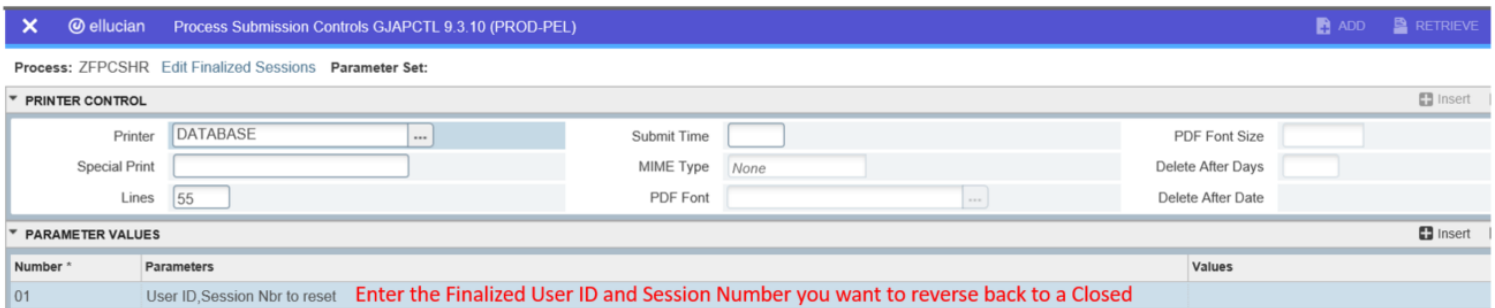 ellucian Process Submission Controls GJAPCTL 9.3.10 (PROD-PEL) ADD RETRIEVE
Process: ZFPCSHR Edit Finalized Sessions Parameter Set:
PRINTER CONTROL Insert
Printer DATABASE ... Submit Time PDF Font Size
Special Print MIME Type None Delete After Days
Lines 55 PDF Font ... Delete After Date
PARAMETER VALUES Insert
Number * Parameters Values
01 User ID,Session Nbr to reset Enter the Finalized User ID and Session Number you want to reverse back to a Closed